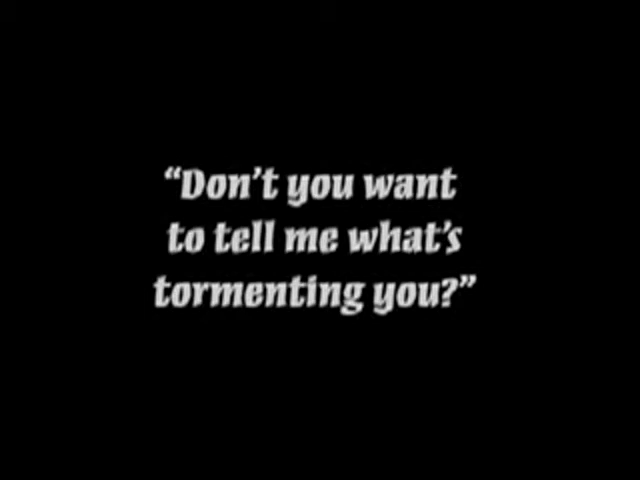 “Don’t you want
to tell me what’s
tormenting you?”